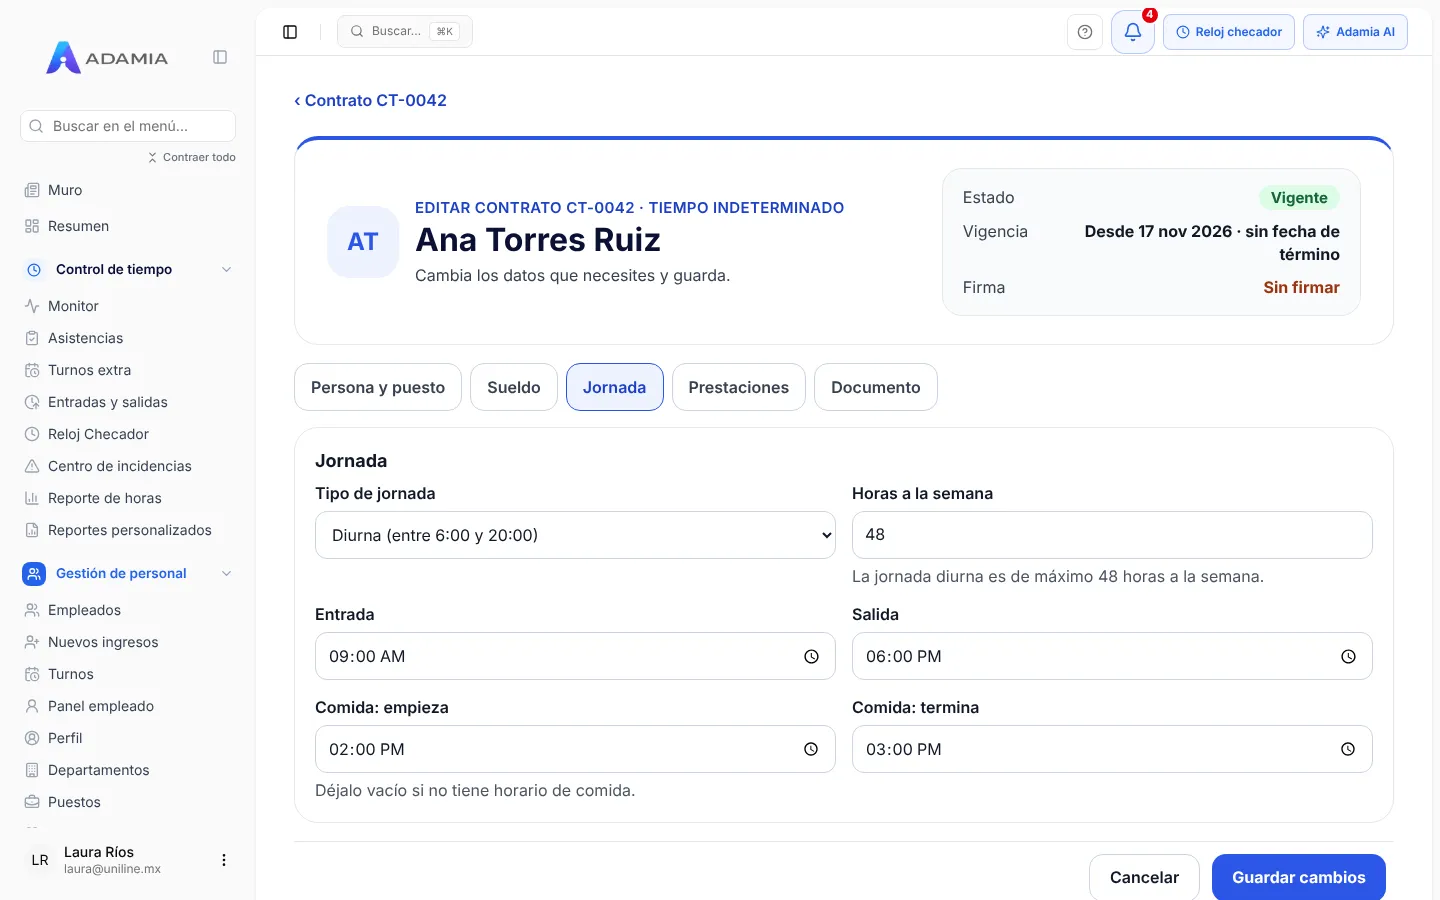 ADAMIA
Buscar en el menú...
Contraer todo
Muro
Resumen
Control de tiempo
Monitor
Asistencias
Turnos extra
Entradas y salidas
Reloj Checador
Centro de incidencias
Reporte de horas
Reportes personalizados
Gestión de personal
Empleados
Nuevos ingresos
Turnos
Panel empleado
Perfil
Departamentos
Puestos
LR
Laura Ríos
laura@uniline.mx
Buscar... ⌘K
4
Reloj checador
Adamia AI
‹ Contrato CT-0042
AT
EDITAR CONTRATO CT-0042 · TIEMPO INDETERMINADO
Ana Torres Ruiz
Cambia los datos que necesites y guarda.
Estado Vigente
Vigencia Desde 17 nov 2026 · sin fecha de
término
Firma Sin firmar
Persona y puesto Sueldo Jornada Prestaciones Documento
Jornada
Tipo de jornada Horas a la semana
Diurna (entre 6:00 y 20:00) 48
La jornada diurna es de máximo 48 horas a la semana.
Entrada Salida
09:00 AM 06:00 PM
Comida: empieza Comida: termina
02:00 PM 03:00 PM
Déjalo vacío si no tiene horario de comida.
Cancelar Guardar cambios